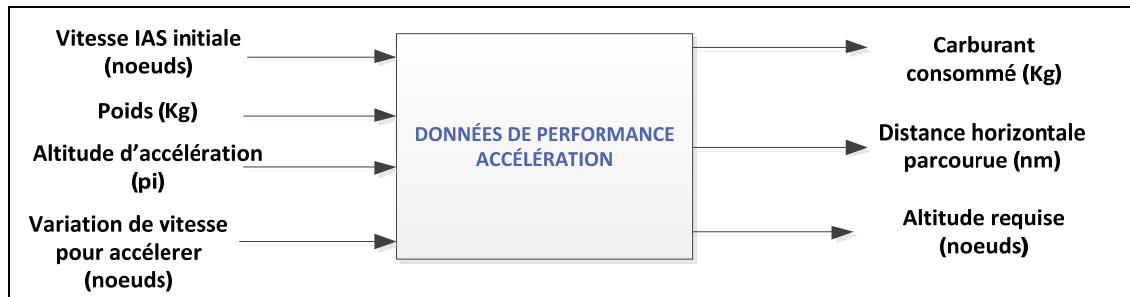 Vitesse IAS initiale
(noeuds)
Poids (Kg)
Altitude d'accélération
(pi)
Variation de vitesse
pour accélerer
(noeuds)
DONNÉES DE PERFORMANCE
ACCÉLÉRATION
Carburant
consommé (Kg)
Distance horizontale
parcourue (nm)
Altitude requise
(noeuds)